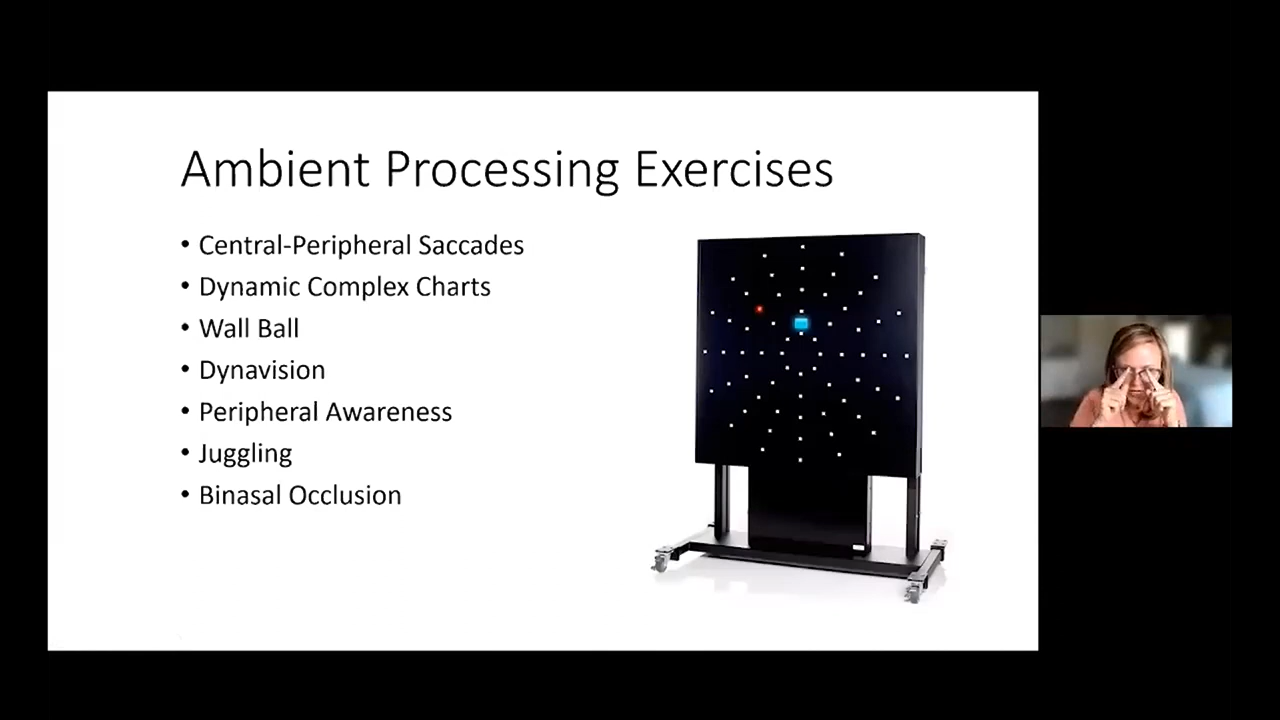 Ambient Processing Exercises
• Central-Peripheral Saccades
• Dynamic Complex Charts
• Wall Ball
• Dynavision
• Peripheral Awareness
• Juggling
• Binasal Occlusion